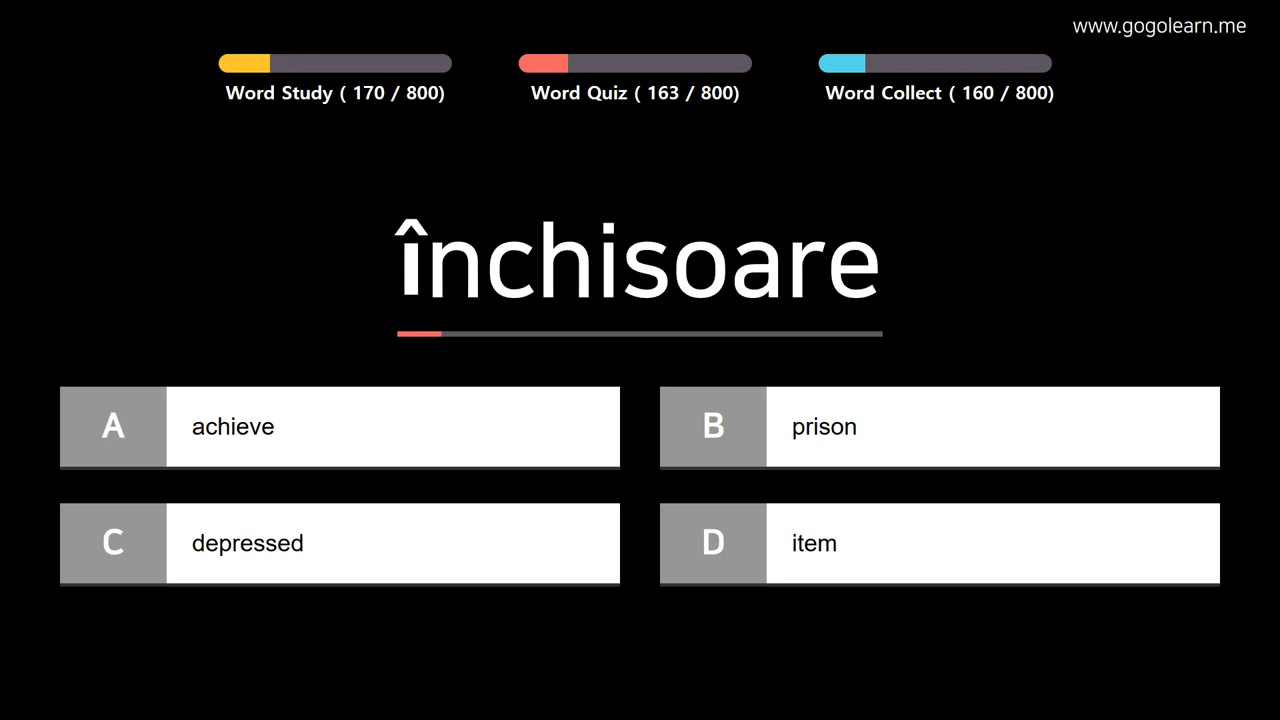 www.gogolearn.me
Word Study ( 170 / 800)
Word Quiz ( 163 / 800)
Word Collect ( 160 / 800)
închisoare
A achieve
B prison
C depressed
D item